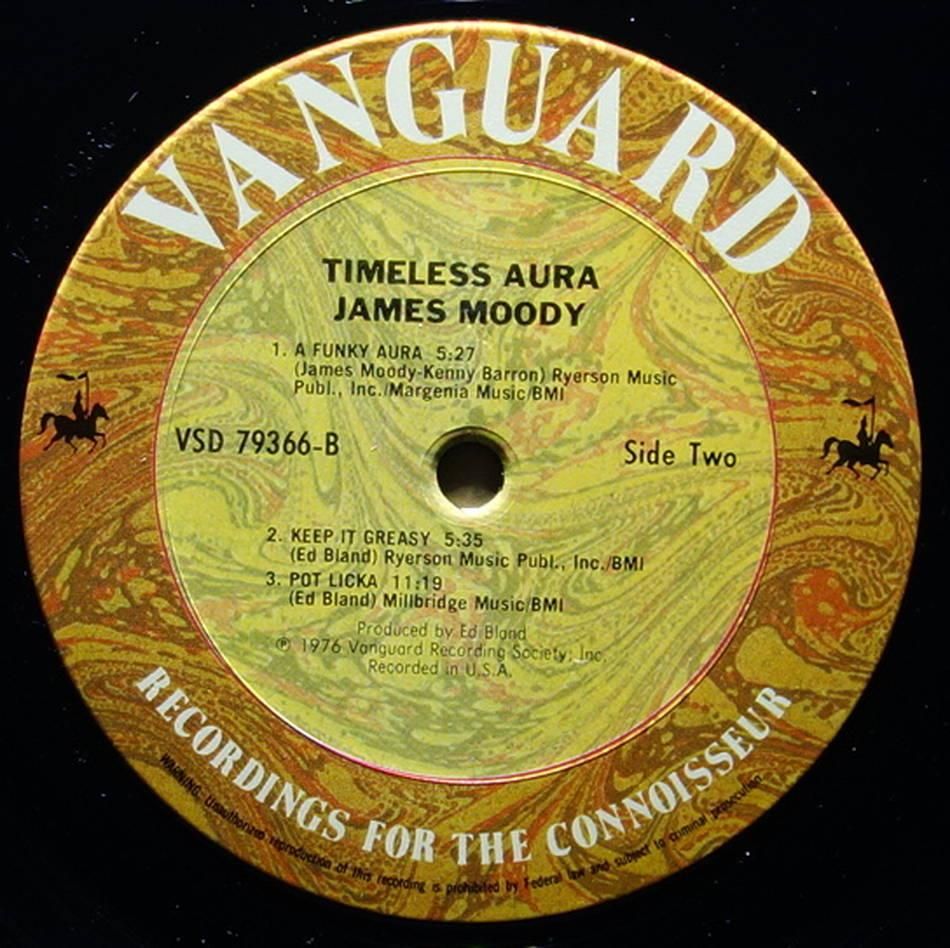 VANGUARD
TIMELESS AURA
JAMES MOODY
1. A FUNKY AURA 5:27
(James Moody-Kenny Barron) Ryerson Music
Publ., Inc./Margenia Music/BMI
VSD 79366-B
Side Two
2. KEEP IT GREASY 5:35
(Ed Bland) Ryerson Music Publ., Inc./BMI
3. POT LICKA 11:19
(Ed Bland) Millbridge Music/BMI
Produced by Ed Bland
℗ 1976 Vanguard Recording Society, Inc.
Recorded in U.S.A.
RECORDINGS FOR THE CONNOISSEUR
WARNING: Unauthorized reproduction of this recording is prohibited by Federal law and subject to criminal prosecution